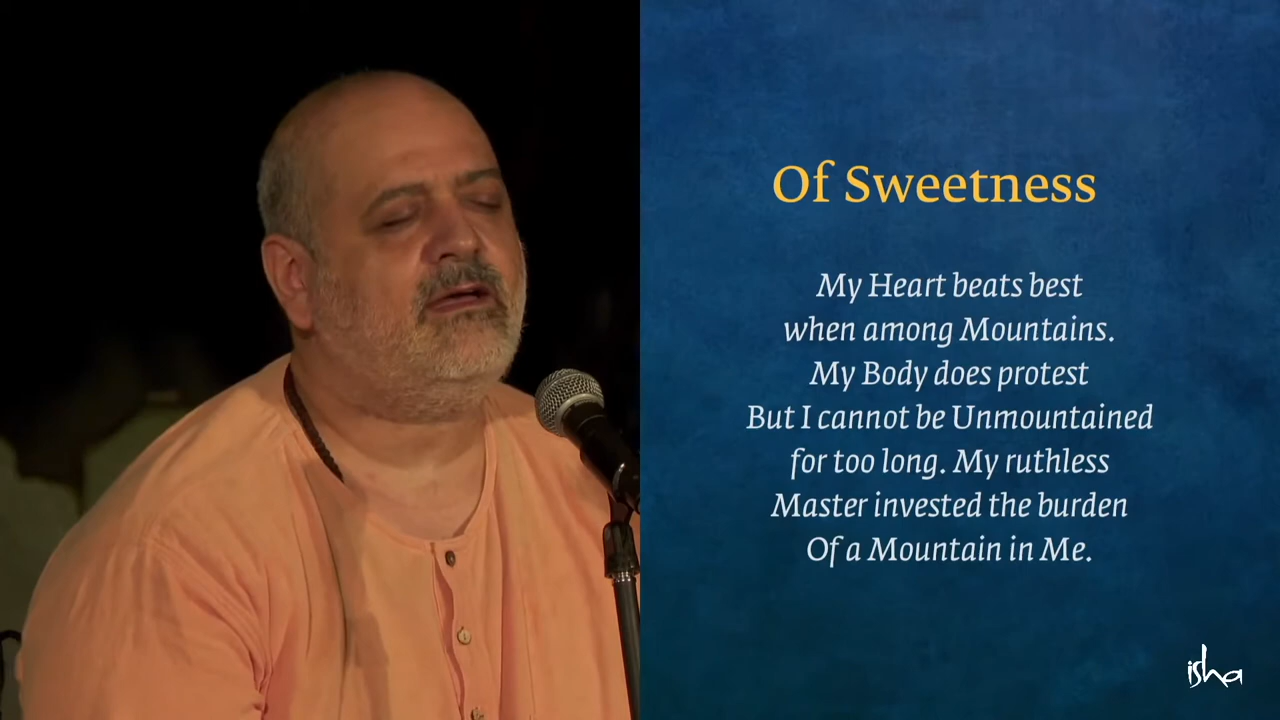 Of Sweetness
My Heart beats best
when among Mountains.
My Body does protest
But I cannot be Unmountained
for too long. My ruthless
Master invested the burden
Of a Mountain in Me.
isha